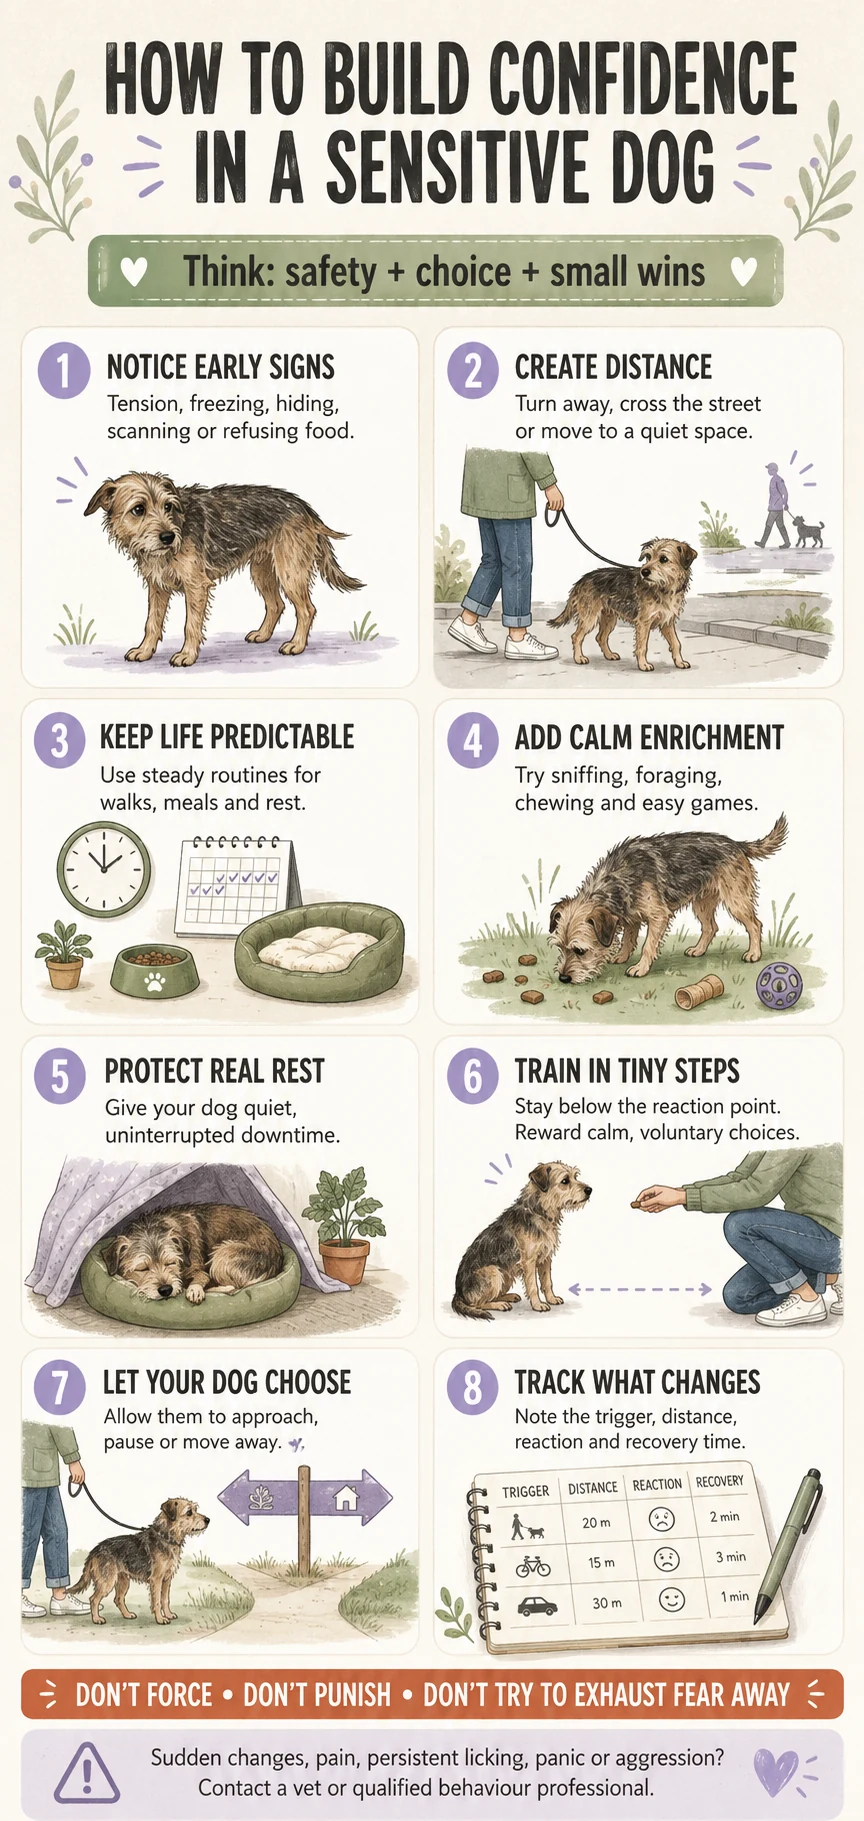 HOW TO BUILD CONFIDENCE
IN A SENSITIVE DOG
Think: safety + choice + small wins
1
NOTICE EARLY SIGNS
Tension, freezing, hiding,
scanning or refusing food.
2
CREATE DISTANCE
Turn away, cross the street
or move to a quiet space.
3
KEEP LIFE PREDICTABLE
Use steady routines for
walks, meals and rest.
4
ADD CALM ENRICHMENT
Try sniffing, foraging,
chewing and easy games.
5
PROTECT REAL REST
Give your dog quiet,
uninterrupted downtime.
6
TRAIN IN TINY STEPS
Stay below the reaction point.
Reward calm, voluntary choices.
7
LET YOUR DOG CHOOSE
Allow them to approach,
pause or move away.
8
TRACK WHAT CHANGES
Note the trigger, distance,
reaction and recovery time.
TRIGGER DISTANCE REACTION RECOVERY
20 m 2 min
15 m 3 min
30 m 1 min
DON'T FORCE • DON'T PUNISH • DON'T TRY TO EXHAUST FEAR AWAY
Sudden changes, pain, persistent licking, panic or aggression?
Contact a vet or qualified behaviour professional.